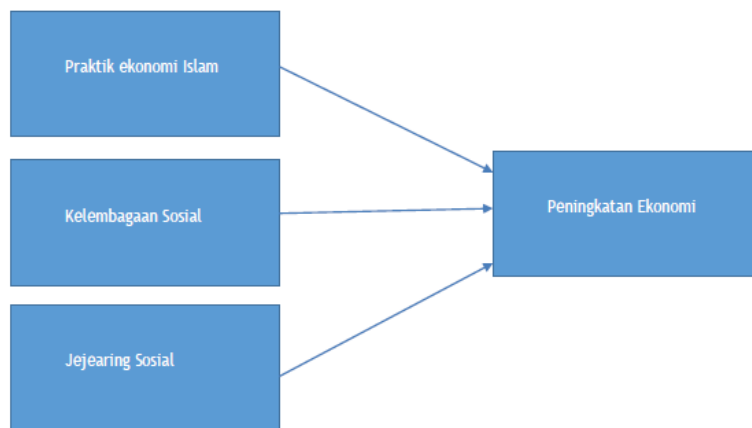 Praktik ekonomi Islam
Kelembagaan Sosial
Peningkatan Ekonomi
Jejearing Sosial